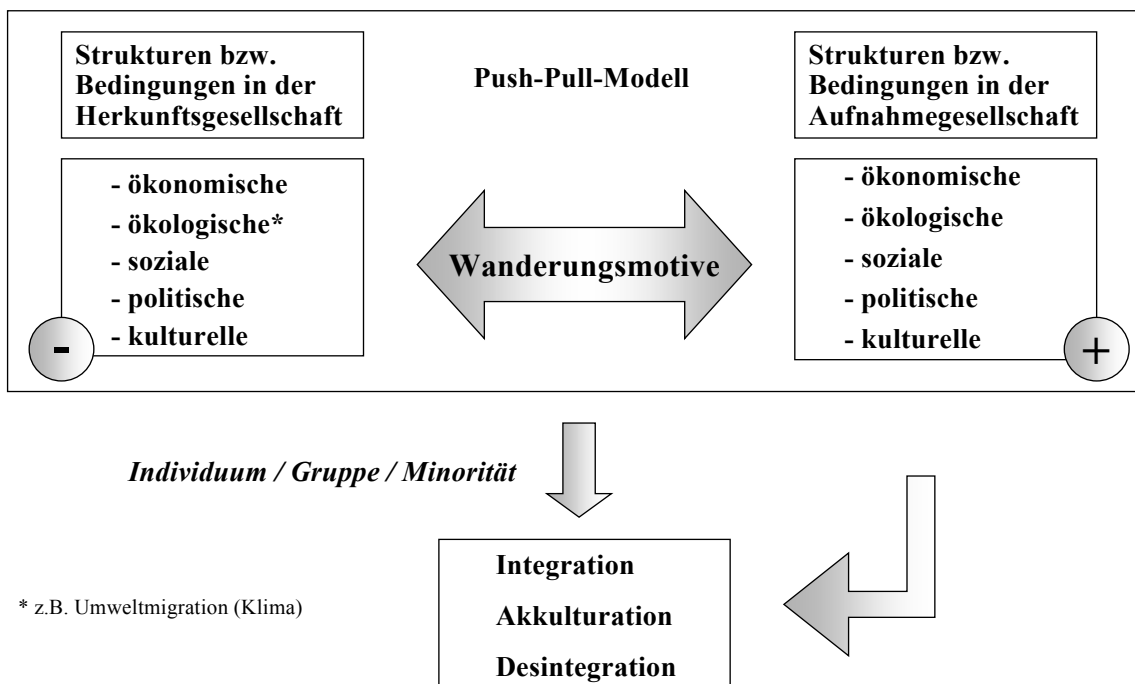 Strukturen bzw.
Bedingungen in der
Herkunftsgesellschaft
Push-Pull-Modell
Strukturen bzw.
Bedingungen in der
Aufnahmegesellschaft
- ökonomische
- ökologische*
- soziale
- politische
- kulturelle
-
Wanderungsmotive
- ökonomische
- ökologische
- soziale
- politische
- kulturelle
+
Individuum / Gruppe / Minorität
Integration
Akkulturation
Desintegration
* z.B. Umweltmigration (Klima)